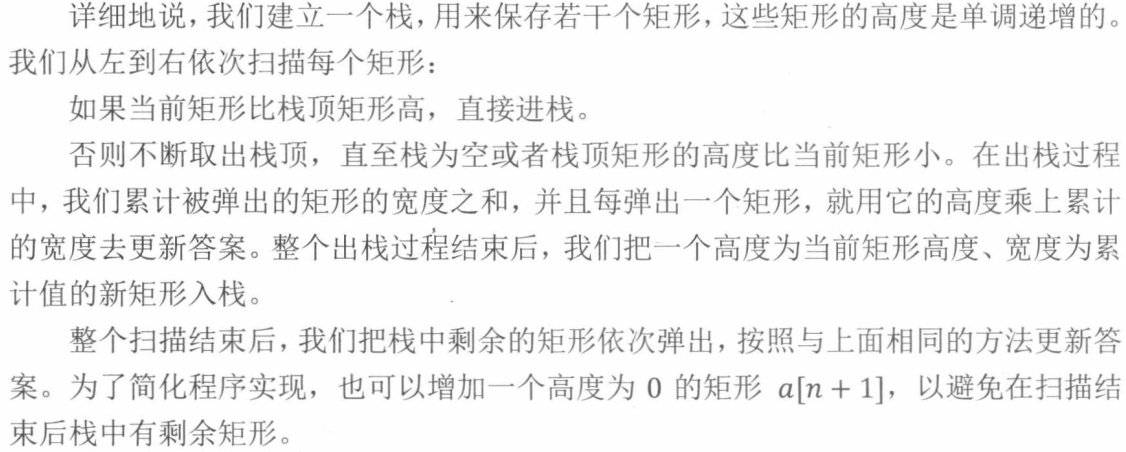 详细地说，我们建立一个栈，用来保存若干个矩形，这些矩形的高度是单调递增的。
我们从左到右依次扫描每个矩形：
如果当前矩形比栈顶矩形高，直接进栈。
否则不断取出栈顶，直至栈为空或者栈顶矩形的高度比当前矩形小。在出栈过程
中，我们累计被弹出的矩形的宽度之和，并且每弹出一个矩形，就用它的高度乘上累计
的宽度去更新答案。整个出栈过程结束后，我们把一个高度为当前矩形高度、宽度为累
计值的新矩形入栈。
整个扫描结束后，我们把栈中剩余的矩形依次弹出，按照与上面相同的方法更新答
案。为了简化程序实现，也可以增加一个高度为 0 的矩形 a[n + 1]，以避免在扫描结
束后栈中有剩余矩形。